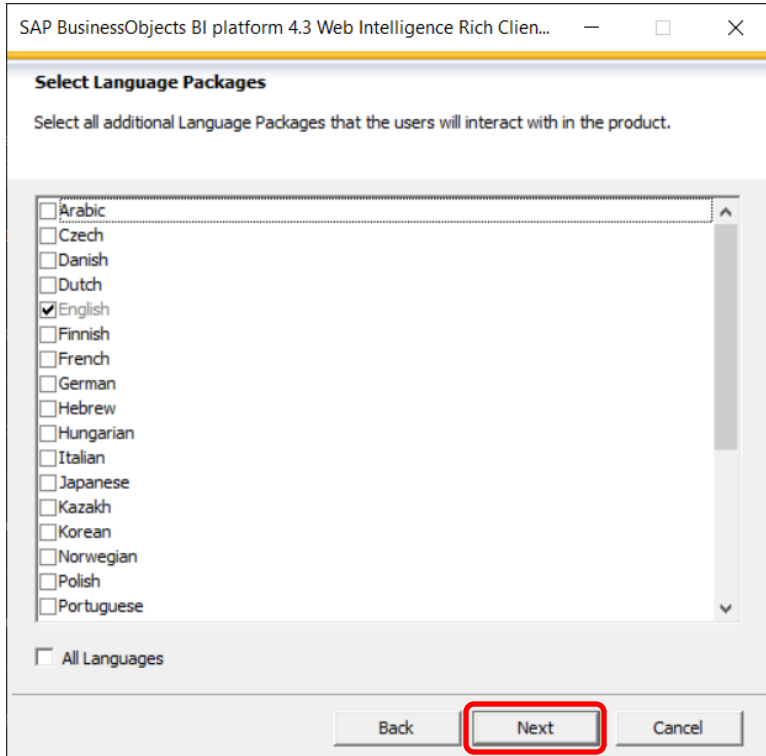 SAP BusinessObjects BI platform 4.3 Web Intelligence Rich Clien...
Select Language Packages
Select all additional Language Packages that the users will interact with in the product.
Arabic
Czech
Danish
Dutch
English
Finnish
French
German
Hebrew
Hungarian
Italian
Japanese
Kazakh
Korean
Norwegian
Polish
Portuguese
All Languages
Back Next Cancel